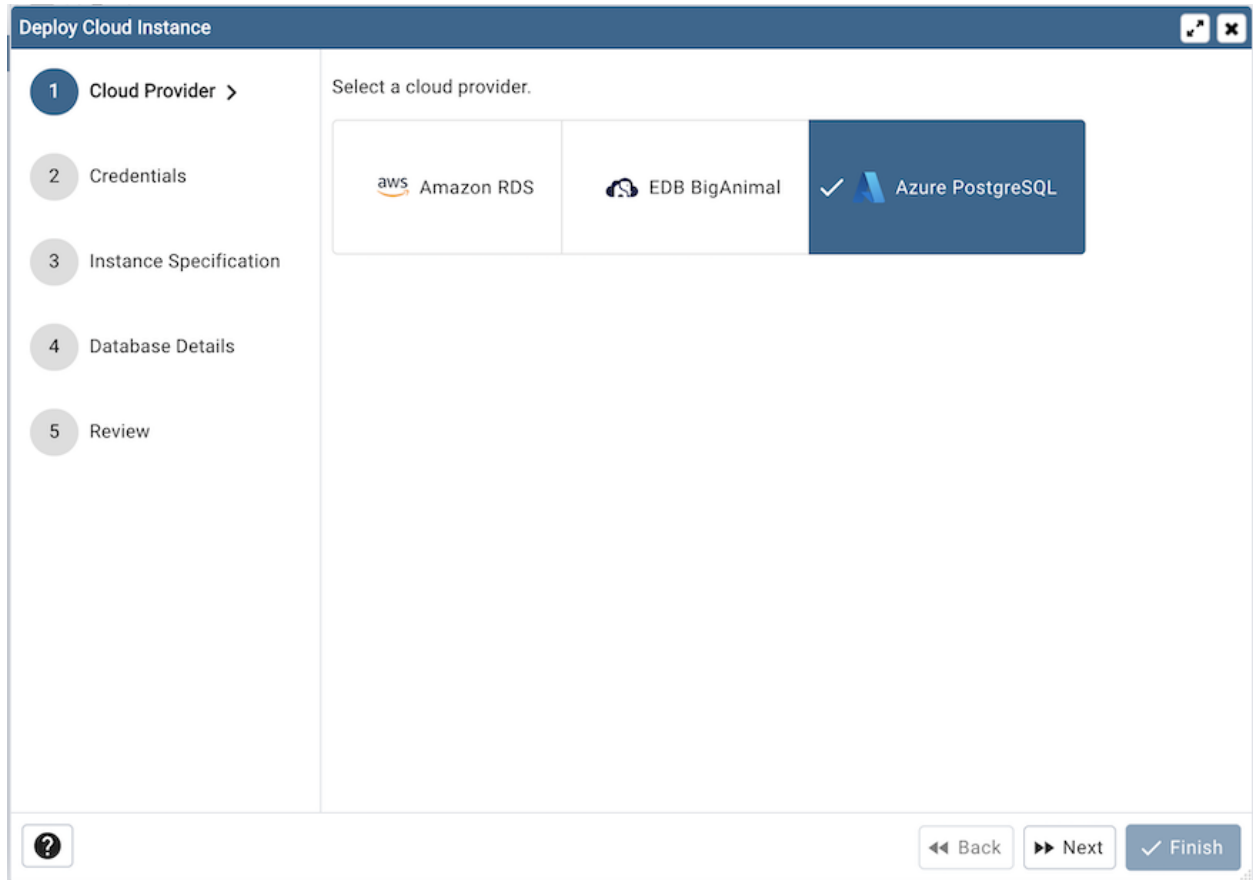 Deploy Cloud Instance
1 Cloud Provider
2 Credentials
3 Instance Specification
4 Database Details
5 Review
Select a cloud provider.
aws Amazon RDS
EDB BigAnimal
Azure PostgreSQL
?
Back
Next
Finish